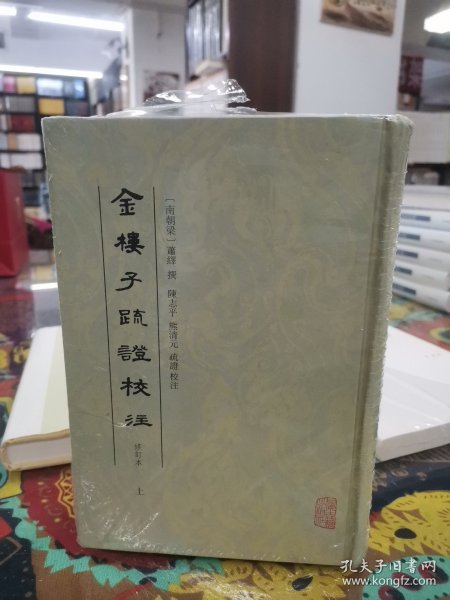 金樓子疏證校注
修訂本 上
〔南朝梁〕蕭繹 撰 陳志平 熊清元 疏證校注
孔夫子旧书网
www.kongfz.com